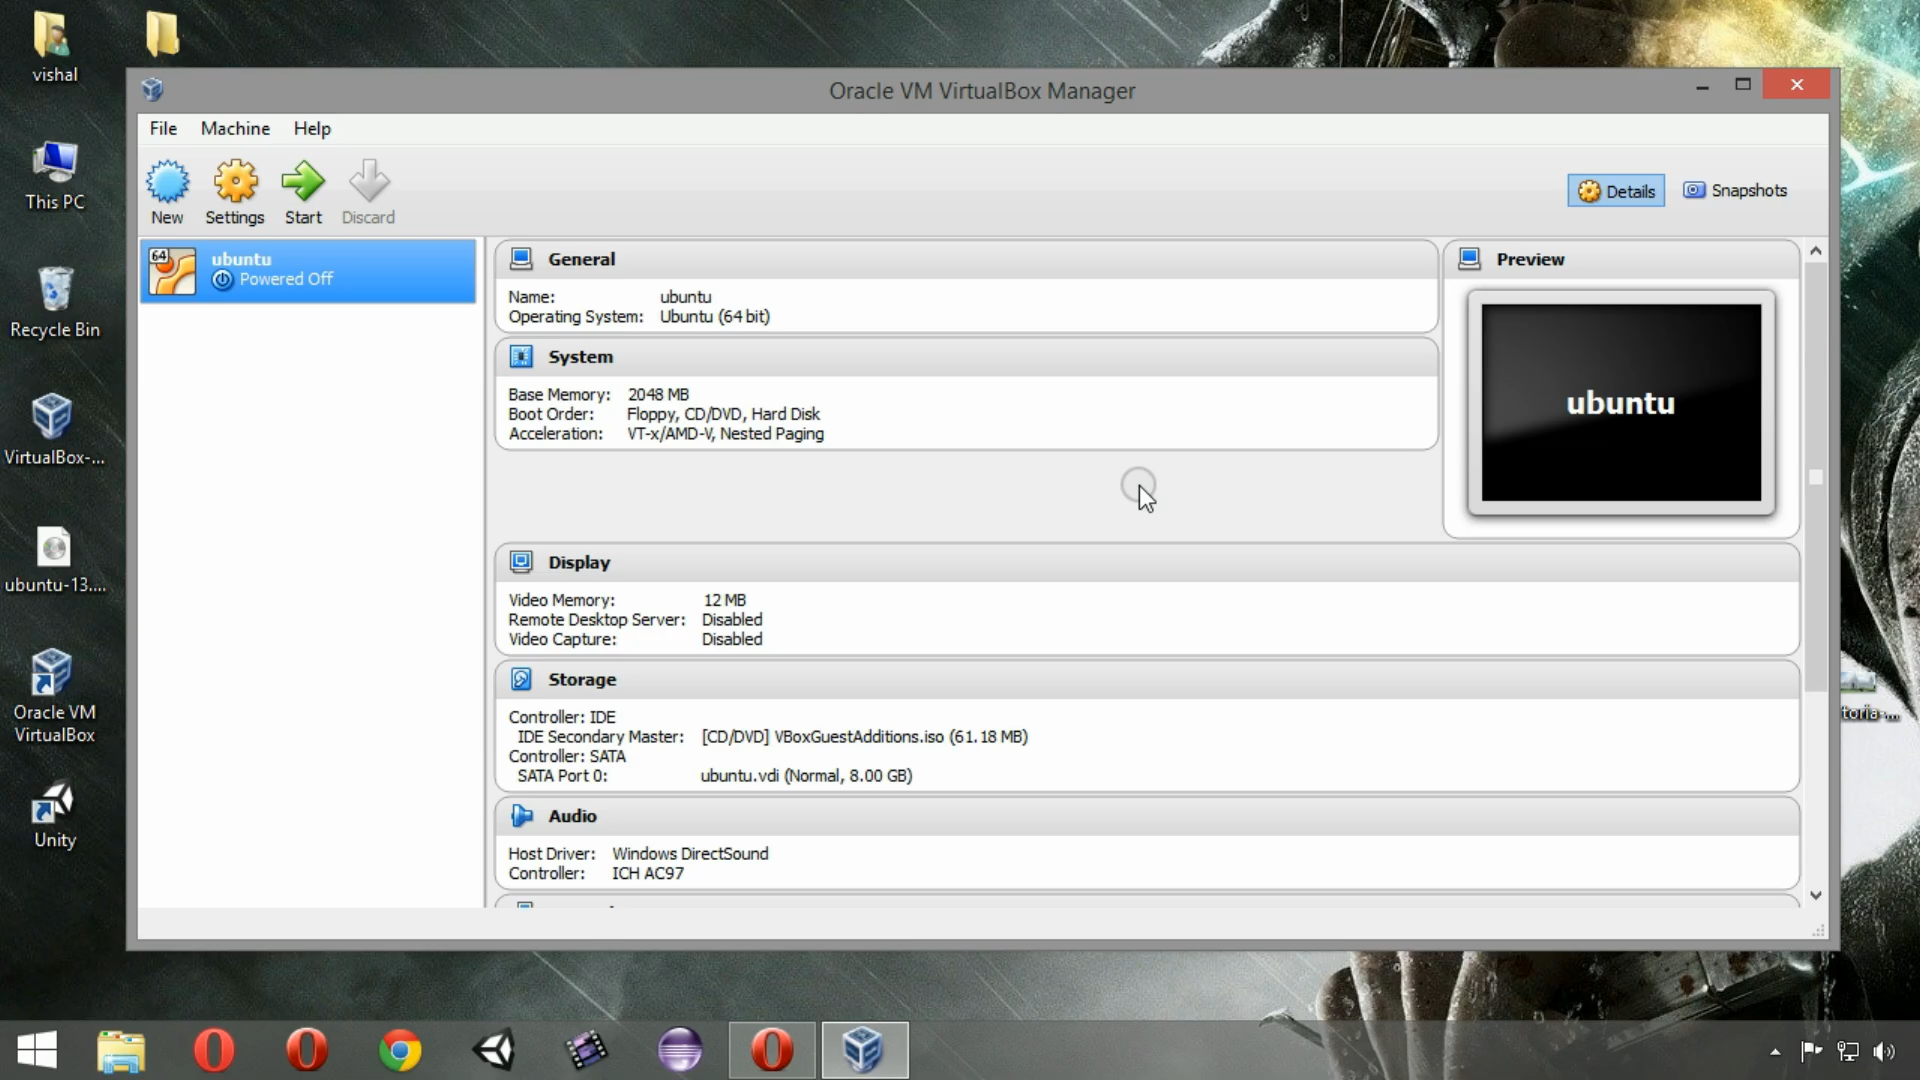 vishal
This PC
Recycle Bin
VirtualBox-...
ubuntu-13....
Oracle VM
VirtualBox
Unity
Oracle VM VirtualBox Manager
File Machine Help
New Settings Start Discard
Details Snapshots
64
ubuntu
Powered Off
General
Name: ubuntu
Operating System: Ubuntu (64 bit)
System
Base Memory: 2048 MB
Boot Order: Floppy, CD/DVD, Hard Disk
Acceleration: VT-x/AMD-V, Nested Paging
Preview
ubuntu
Display
Video Memory: 12 MB
Remote Desktop Server: Disabled
Video Capture: Disabled
Storage
Controller: IDE
IDE Secondary Master: [CD/DVD] VBoxGuestAdditions.iso (61.18 MB)
Controller: SATA
SATA Port 0: ubuntu.vdi (Normal, 8.00 GB)
Audio
Host Driver: Windows DirectSound
Controller: ICH AC97
toria-...